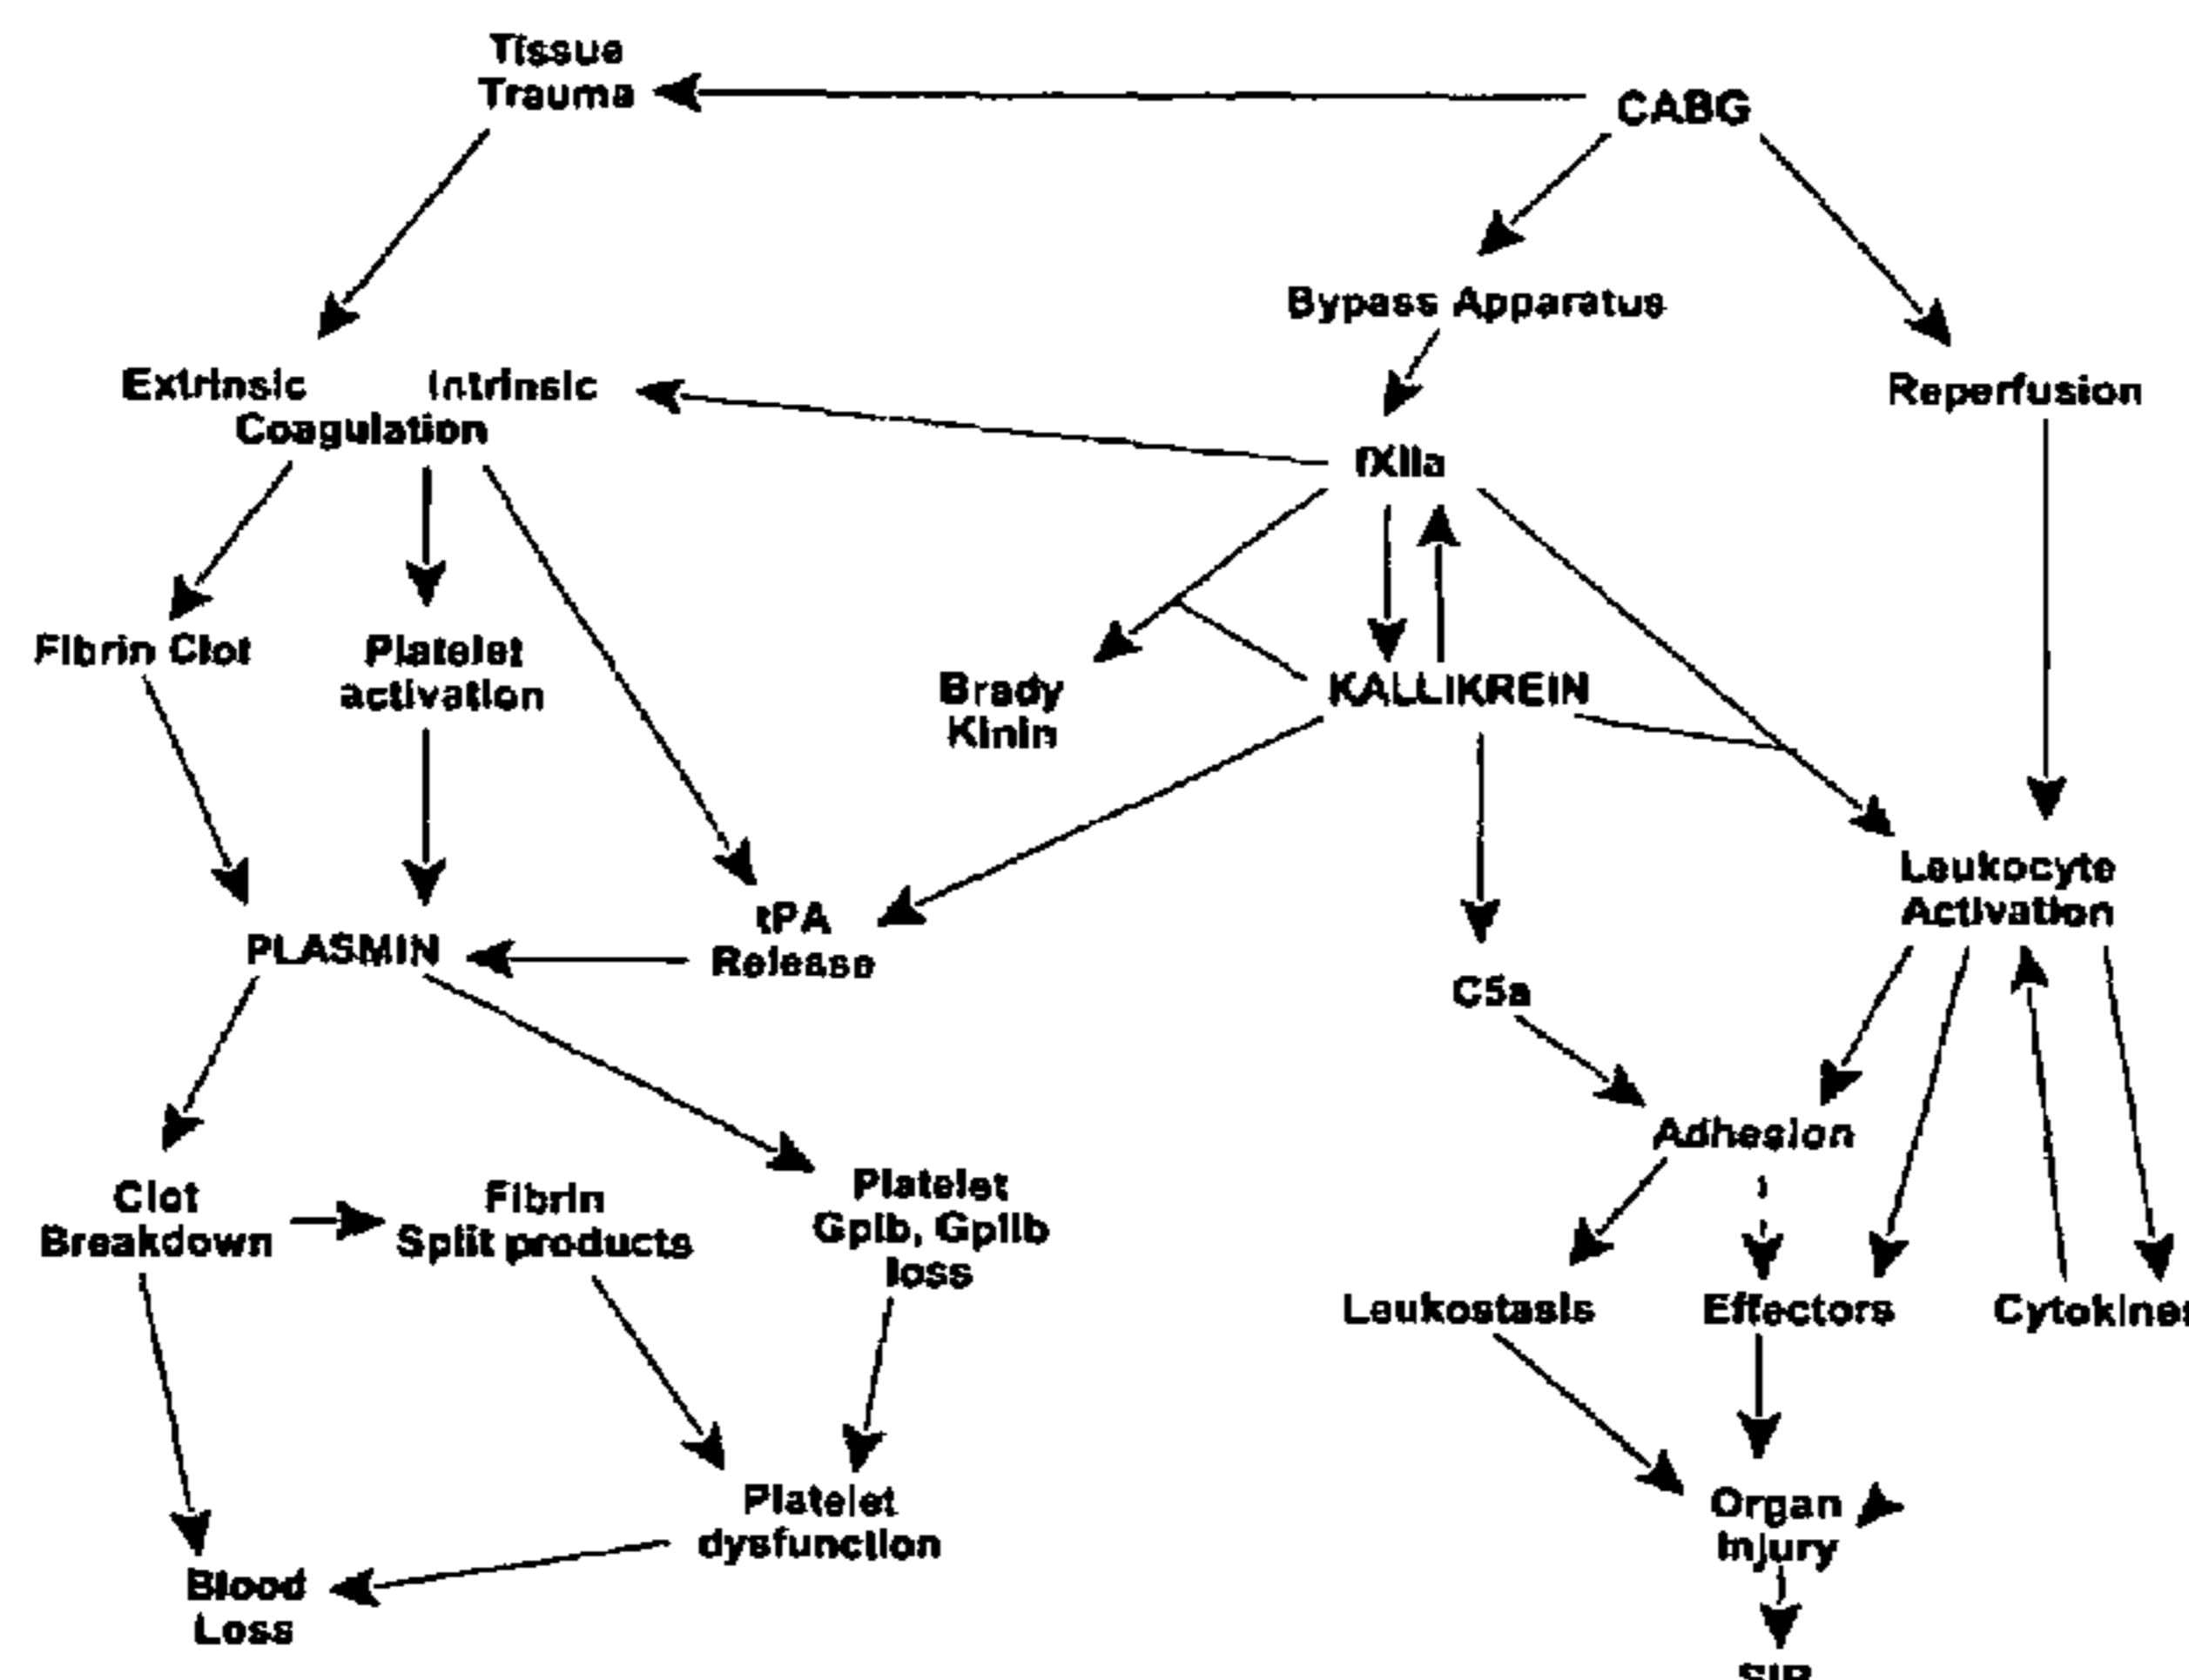 Tissue
Trauma
CABG
Bypass Apparatus
Extrinsic Intrinsic
Coagulation
Reperfusion
fXIIa
Fibrin Clot
Platelet
activation
Brady
Kinin
KALLIKREIN
Leukocyte
Activation
tPA
Release
PLASMIN
C5a
Adhesion
Clot
Breakdown
Fibrin
Split products
Platelet
GpIb, GpIIb
loss
Leukostasis
Effectors
Cytokines
Platelet
dysfunction
Organ
Injury
Blood
Loss
SIR